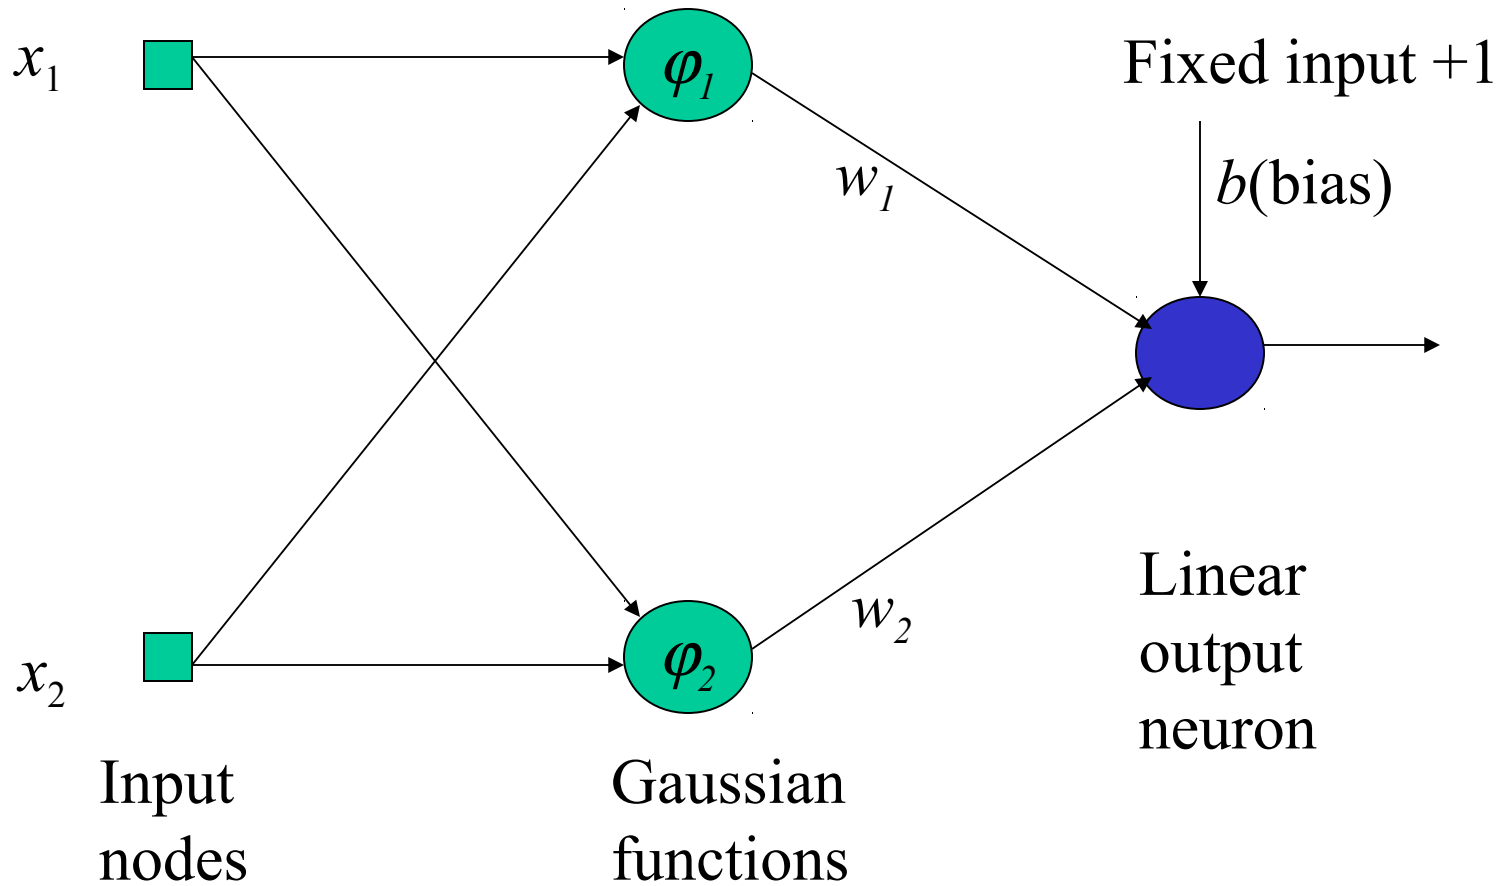 x1
φ1
Fixed input +1
w1
b(bias)
x2
φ2
w2
Linear
output
neuron
Input
nodes
Gaussian
functions